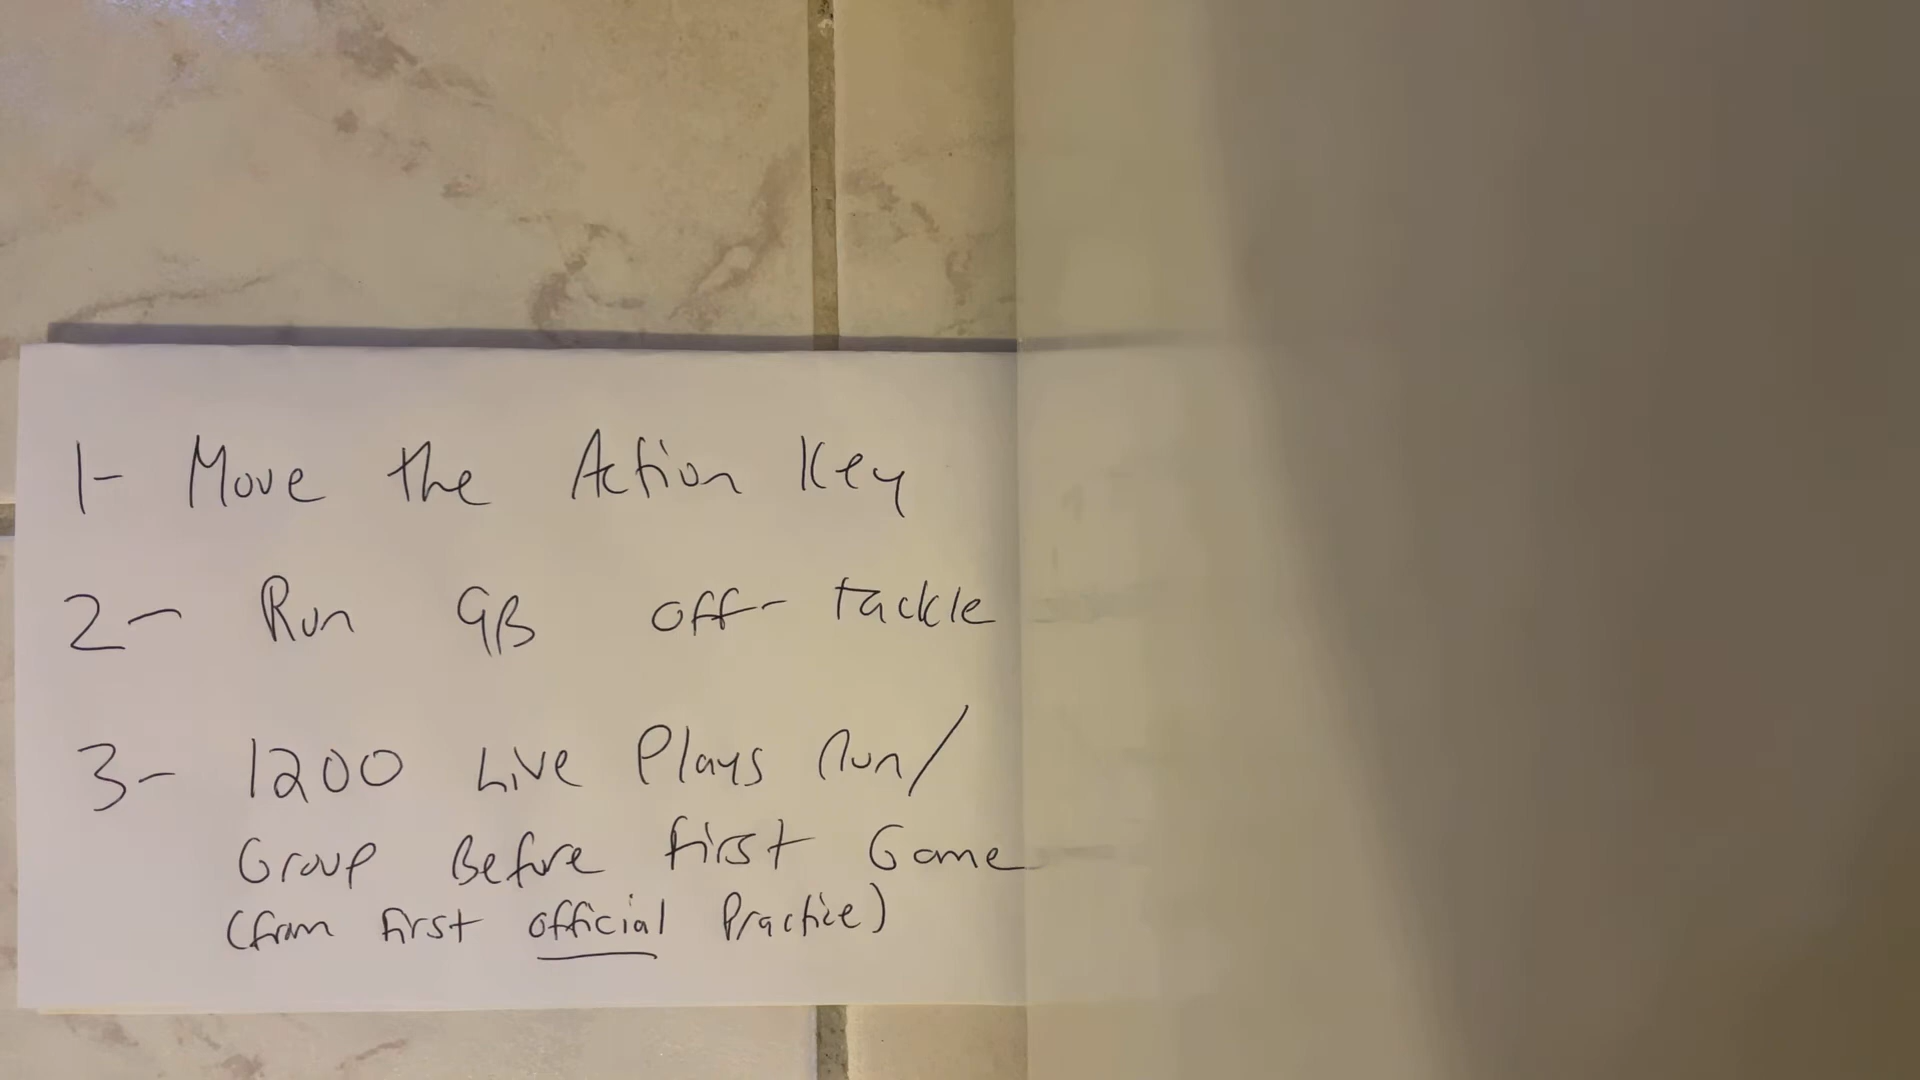 1- Move the Action Key
2- Run QB off-tackle
3- 1200 Live Plays Run/
Group Before first Game
(from first official Practice)